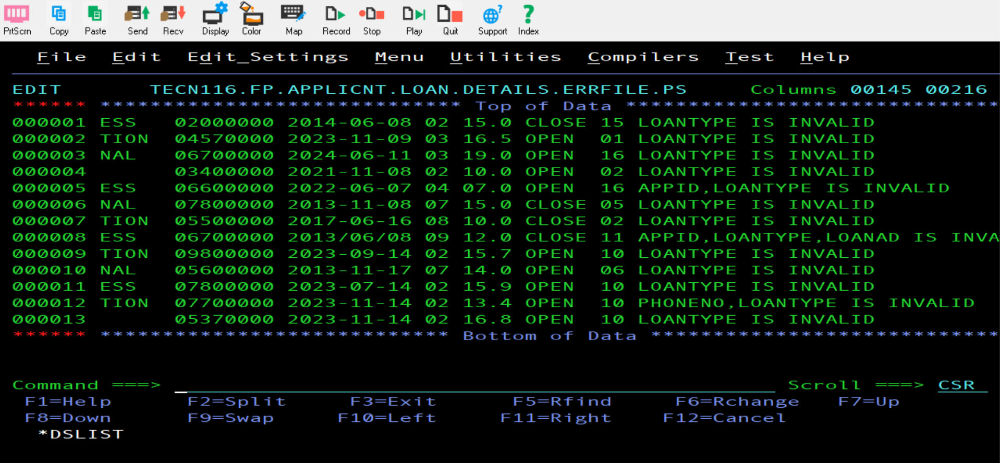 PrtScrn Copy Paste Send Recv Display Color Map Record Stop Play Quit Support Index
File Edit Edit_Settings Menu Utilities Compilers Test Help
EDIT TECN116.FP.APPLICNT.LOAN.DETAILS.ERRFILE.PS Columns 00145 00216
****** ***************************** Top of Data ******************************
000001 ESS 02000000 2014-06-08 02 15.0 CLOSE 15 LOANTYPE IS INVALID
000002 TION 04570000 2023-11-09 03 16.5 OPEN 01 LOANTYPE IS INVALID
000003 NAL 06700000 2024-06-11 03 19.0 OPEN 16 LOANTYPE IS INVALID
000004 03400000 2021-11-08 02 10.0 OPEN 02 LOANTYPE IS INVALID
000005 ESS 06600000 2022-06-07 04 07.0 OPEN 16 APPID,LOANTYPE IS INVALID
000006 NAL 07800000 2013-11-08 07 15.0 CLOSE 05 LOANTYPE IS INVALID
000007 TION 05500000 2017-06-16 08 10.0 CLOSE 02 LOANTYPE IS INVALID
000008 ESS 06700000 2013/06/08 09 12.0 CLOSE 11 APPID,LOANTYPE,LOANAD IS INVA
000009 TION 09800000 2023-09-14 02 15.7 OPEN 10 LOANTYPE IS INVALID
000010 NAL 05600000 2013-11-17 07 14.0 OPEN 06 LOANTYPE IS INVALID
000011 ESS 07800000 2023-07-14 02 15.9 OPEN 10 LOANTYPE IS INVALID
000012 TION 07700000 2023-11-14 02 13.4 OPEN 10 PHONENO,LOANTYPE IS INVALID
000013 05370000 2023-11-14 02 16.8 OPEN 10 LOANTYPE IS INVALID
****** **************************** Bottom of Data ****************************
Command ===> Scroll ===> CSR
F1=Help F2=Split F3=Exit F5=Rfind F6=Rchange F7=Up
F8=Down F9=Swap F10=Left F11=Right F12=Cancel
*DSLIST